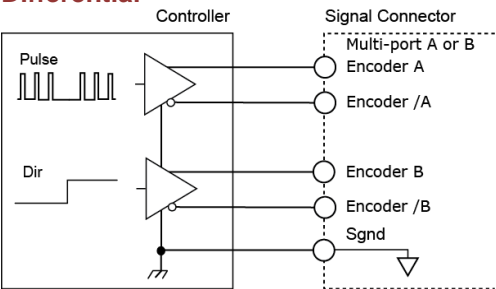 Differential
Controller
Signal Connector
Multi-port A or B
Pulse
Encoder A
Encoder /A
Dir
Encoder B
Encoder /B
Sgnd